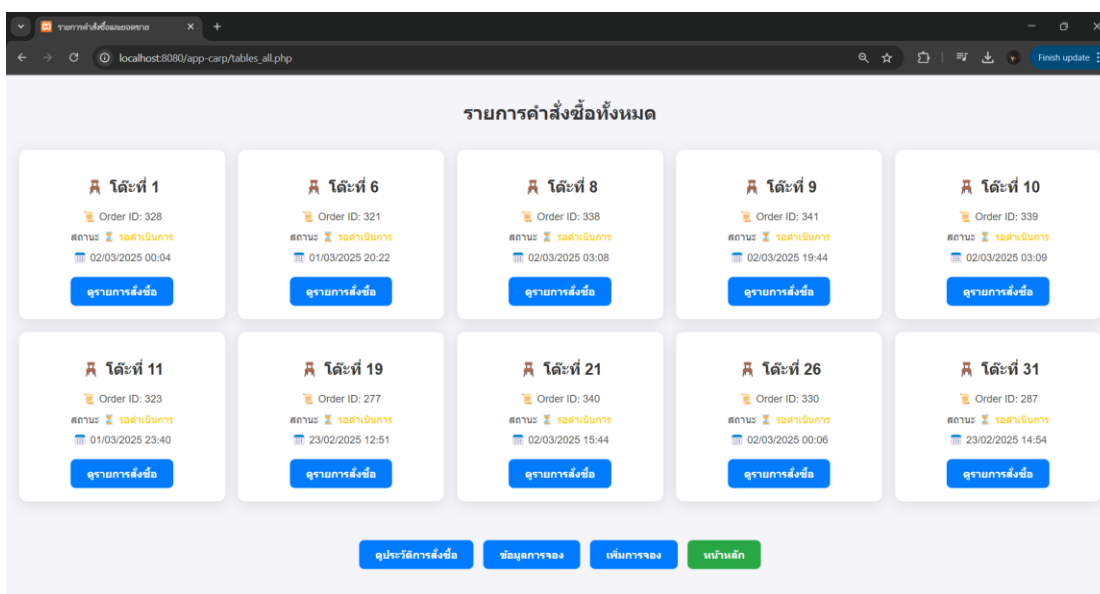 รายการคำสั่งซื้อและยอดขาย
localhost:8080/app-carp/tables_all.php
Finish update
รายการคำสั่งซื้อทั้งหมด
โต๊ะที่ 1
Order ID: 328
สถานะ ⏳ รอดำเนินการ
02/03/2025 00:04
ดูรายการสั่งซื้อ
โต๊ะที่ 6
Order ID: 321
สถานะ ⏳ รอดำเนินการ
01/03/2025 20:22
ดูรายการสั่งซื้อ
โต๊ะที่ 8
Order ID: 338
สถานะ ⏳ รอดำเนินการ
02/03/2025 03:08
ดูรายการสั่งซื้อ
โต๊ะที่ 9
Order ID: 341
สถานะ ⏳ รอดำเนินการ
02/03/2025 19:44
ดูรายการสั่งซื้อ
โต๊ะที่ 10
Order ID: 339
สถานะ ⏳ รอดำเนินการ
02/03/2025 03:09
ดูรายการสั่งซื้อ
โต๊ะที่ 11
Order ID: 323
สถานะ ⏳ รอดำเนินการ
01/03/2025 23:40
ดูรายการสั่งซื้อ
โต๊ะที่ 19
Order ID: 277
สถานะ ⏳ รอดำเนินการ
23/02/2025 12:51
ดูรายการสั่งซื้อ
โต๊ะที่ 21
Order ID: 340
สถานะ ⏳ รอดำเนินการ
02/03/2025 15:44
ดูรายการสั่งซื้อ
โต๊ะที่ 26
Order ID: 330
สถานะ ⏳ รอดำเนินการ
02/03/2025 00:06
ดูรายการสั่งซื้อ
โต๊ะที่ 31
Order ID: 287
สถานะ ⏳ รอดำเนินการ
23/02/2025 14:54
ดูรายการสั่งซื้อ
ดูประวัติการสั่งซื้อ
ข้อมูลการจอง
เพิ่มการจอง
หน้าหลัก